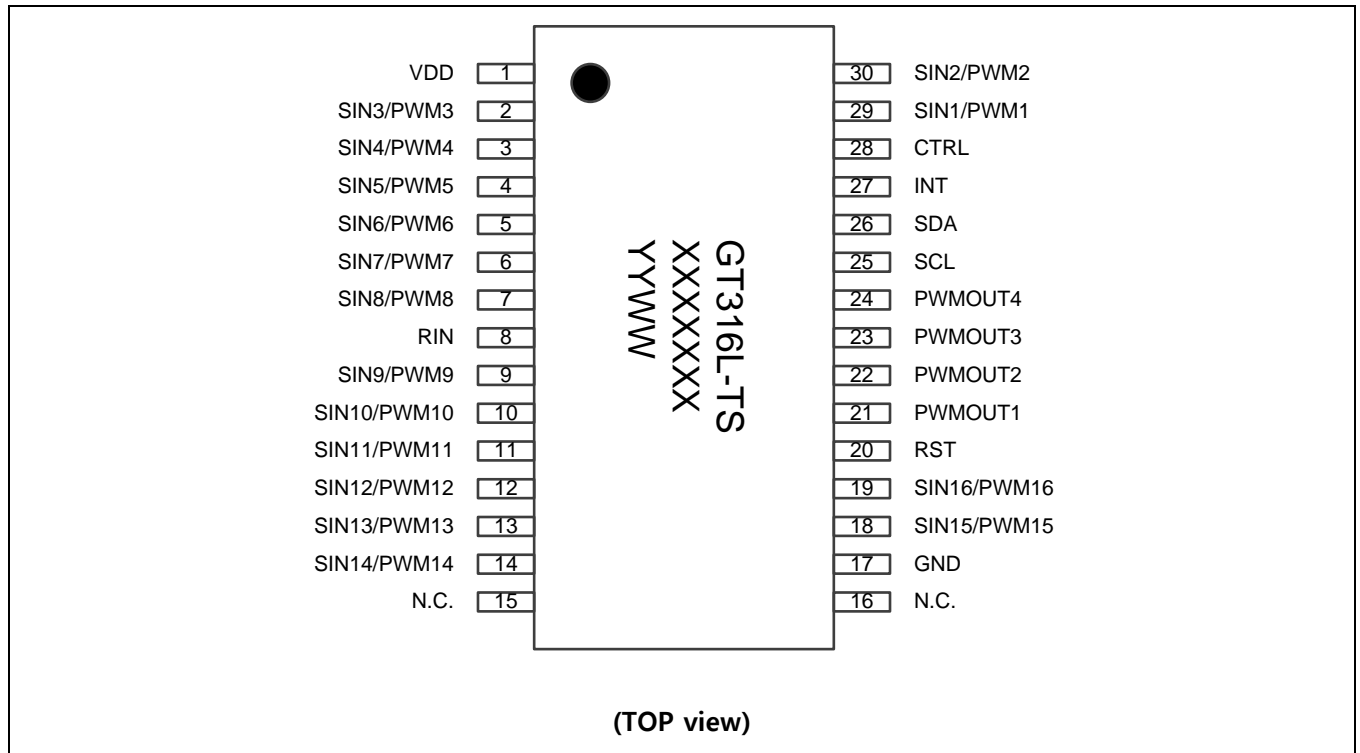 VDD 1
SIN3/PWM3 2
SIN4/PWM4 3
SIN5/PWM5 4
SIN6/PWM6 5
SIN7/PWM7 6
SIN8/PWM8 7
RIN 8
SIN9/PWM9 9
SIN10/PWM10 10
SIN11/PWM11 11
SIN12/PWM12 12
SIN13/PWM13 13
SIN14/PWM14 14
N.C. 15
GT316L-TS
XXXXXXX
YYWW
30 SIN2/PWM2
29 SIN1/PWM1
28 CTRL
27 INT
26 SDA
25 SCL
24 PWMOUT4
23 PWMOUT3
22 PWMOUT2
21 PWMOUT1
20 RST
19 SIN16/PWM16
18 SIN15/PWM15
17 GND
16 N.C.
(TOP view)